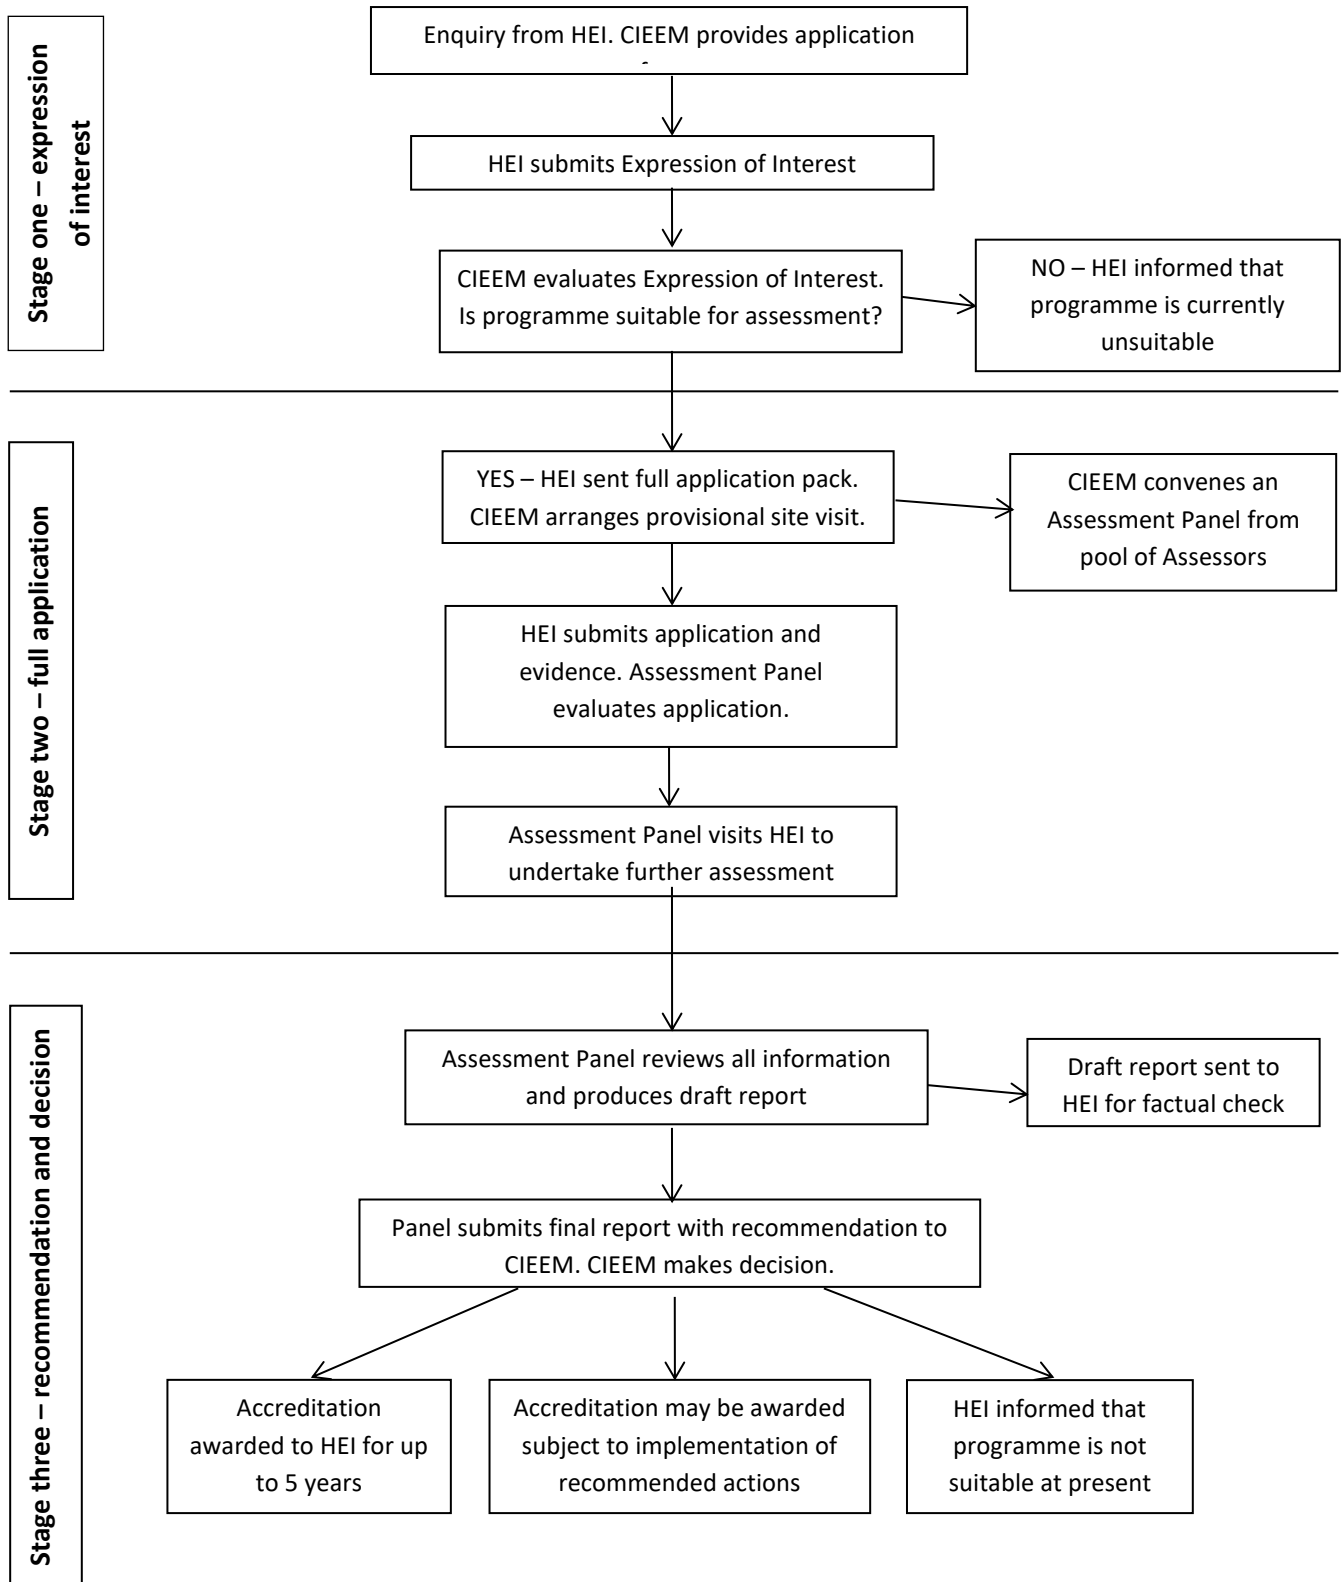 Stage one – expression
of interest
Enquiry from HEI. CIEEM provides application
HEI submits Expression of Interest
CIEEM evaluates Expression of Interest.
Is programme suitable for assessment?
NO – HEI informed that
programme is currently
unsuitable
Stage two – full application
YES – HEI sent full application pack.
CIEEM arranges provisional site visit.
CIEEM convenes an
Assessment Panel from
pool of Assessors
HEI submits application and
evidence. Assessment Panel
evaluates application.
Assessment Panel visits HEI to
undertake further assessment
Stage three – recommendation and decision
Assessment Panel reviews all information
and produces draft report
Draft report sent to
HEI for factual check
Panel submits final report with recommendation to
CIEEM. CIEEM makes decision.
Accreditation
awarded to HEI for up
to 5 years
Accreditation may be awarded
subject to implementation of
recommended actions
HEI informed that
programme is not
suitable at present